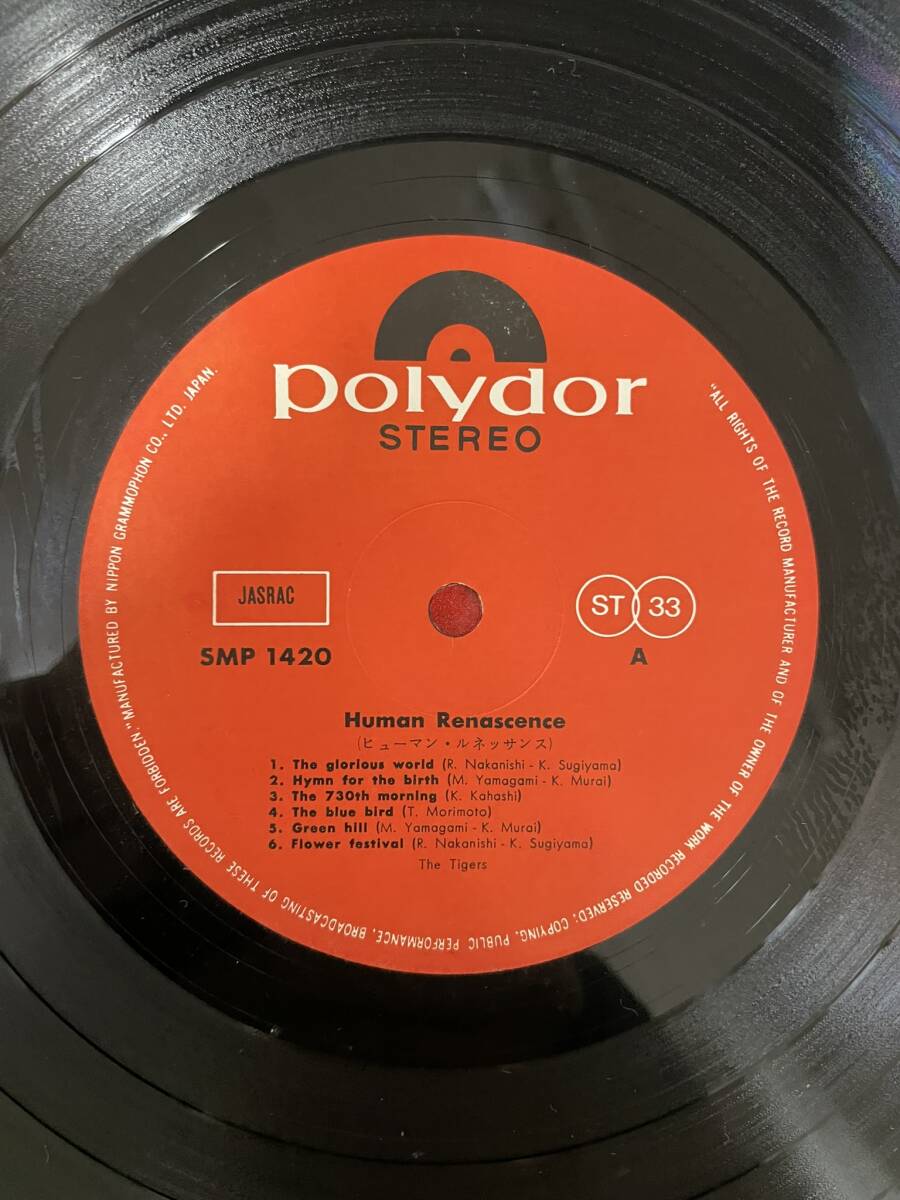 polydor
STEREO
JASRAC
ST 33
SMP 1420
A
Human Renascence
(ヒューマン・ルネッサンス)
1. The glorious world (R. Nakanishi - K. Sugiyama)
2. Hymn for the birth (M. Yamagami - K. Murai)
3. The 730th morning (K. Kahashi)
4. The blue bird (T. Morimoto)
5. Green hill (M. Yamagami - K. Murai)
6. Flower festival (R. Nakanishi - K. Sugiyama)
The Tigers
"ALL RIGHTS OF THE RECORD MANUFACTURER AND OF THE OWNER OF THE WORK RECORDED RESERVED; COPYING, PUBLIC PERFORMANCE, BROADCASTING OF THESE RECORDS ARE FORBIDDEN" MANUFACTURED BY NIPPON GRAMMOPHON CO., LTD. JAPAN.